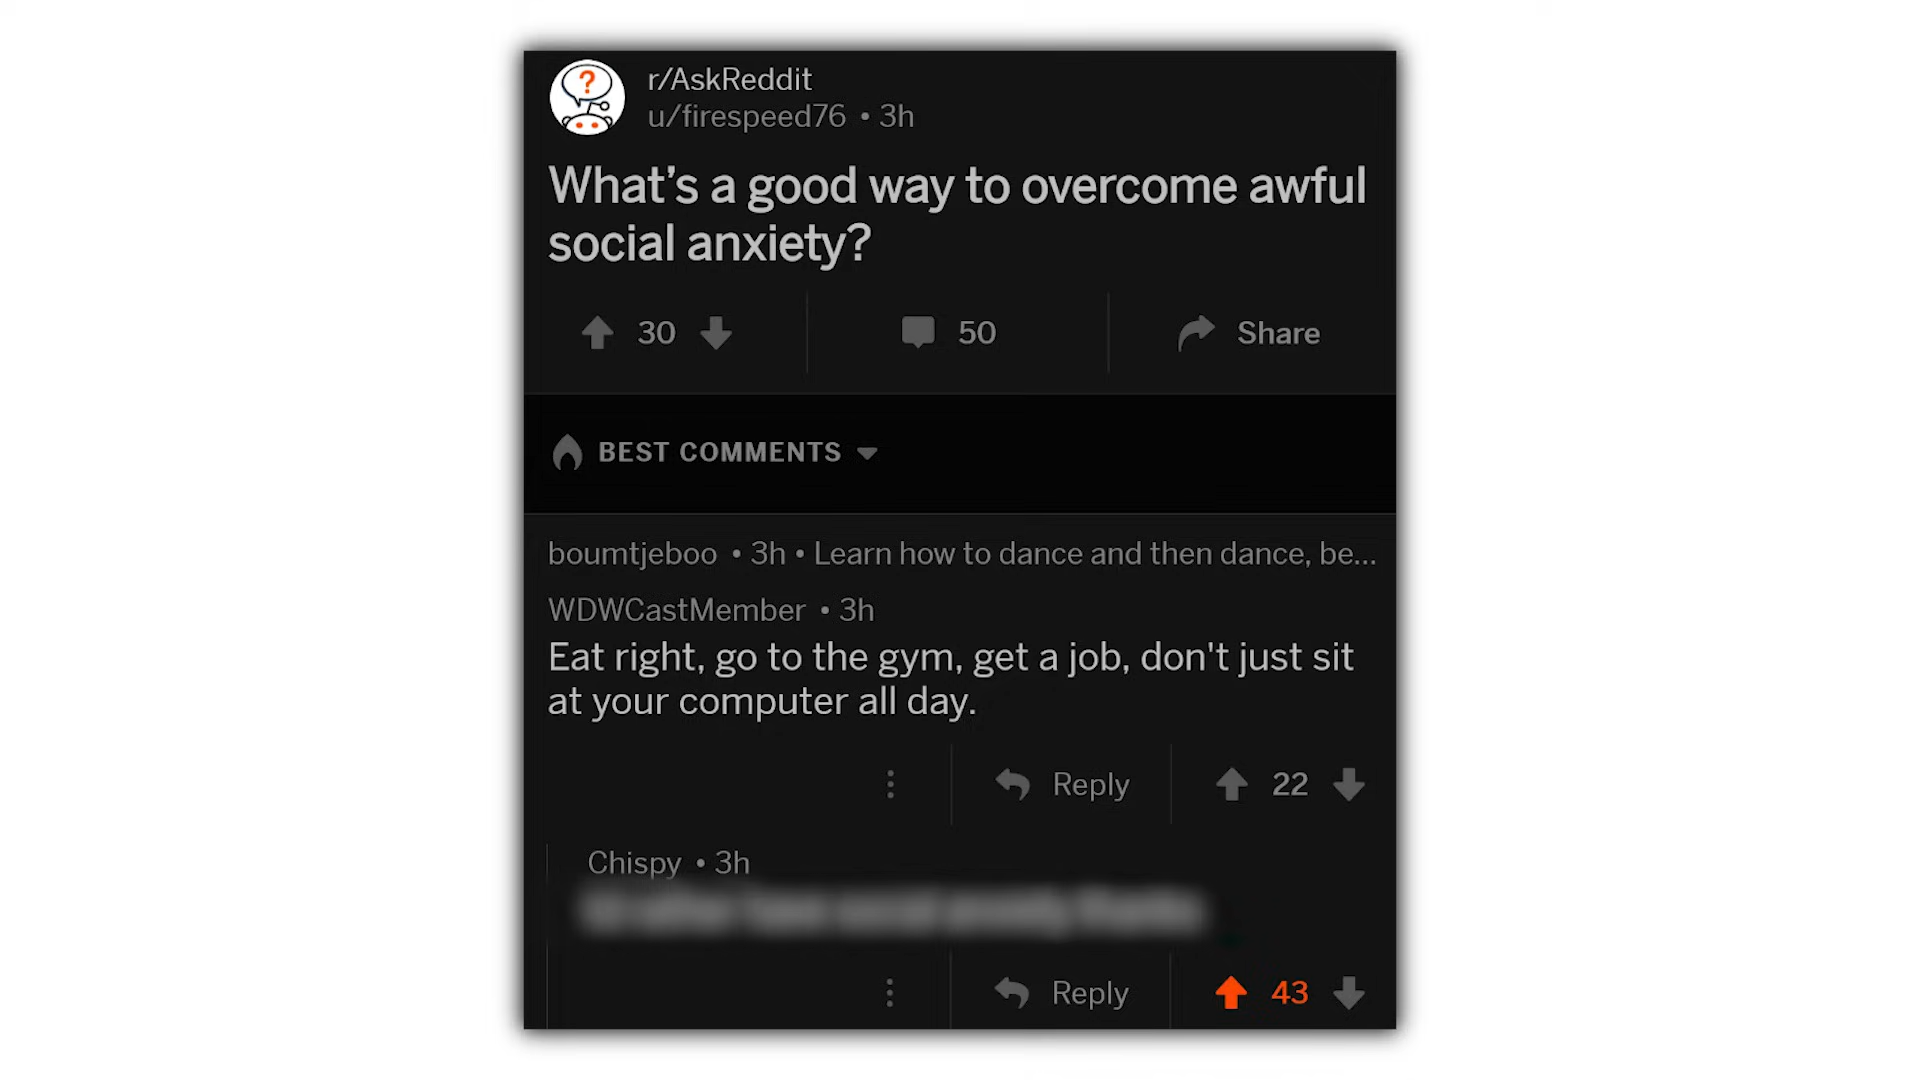 r/AskReddit
u/firespeed76 • 3h
What’s a good way to overcome awful
social anxiety?
30
50
Share
BEST COMMENTS
boumtjeboo • 3h • Learn how to dance and then dance, be...
WDWCastMember • 3h
Eat right, go to the gym, get a job, don't just sit
at your computer all day.
Reply
22
Chispy • 3h
Reply
43